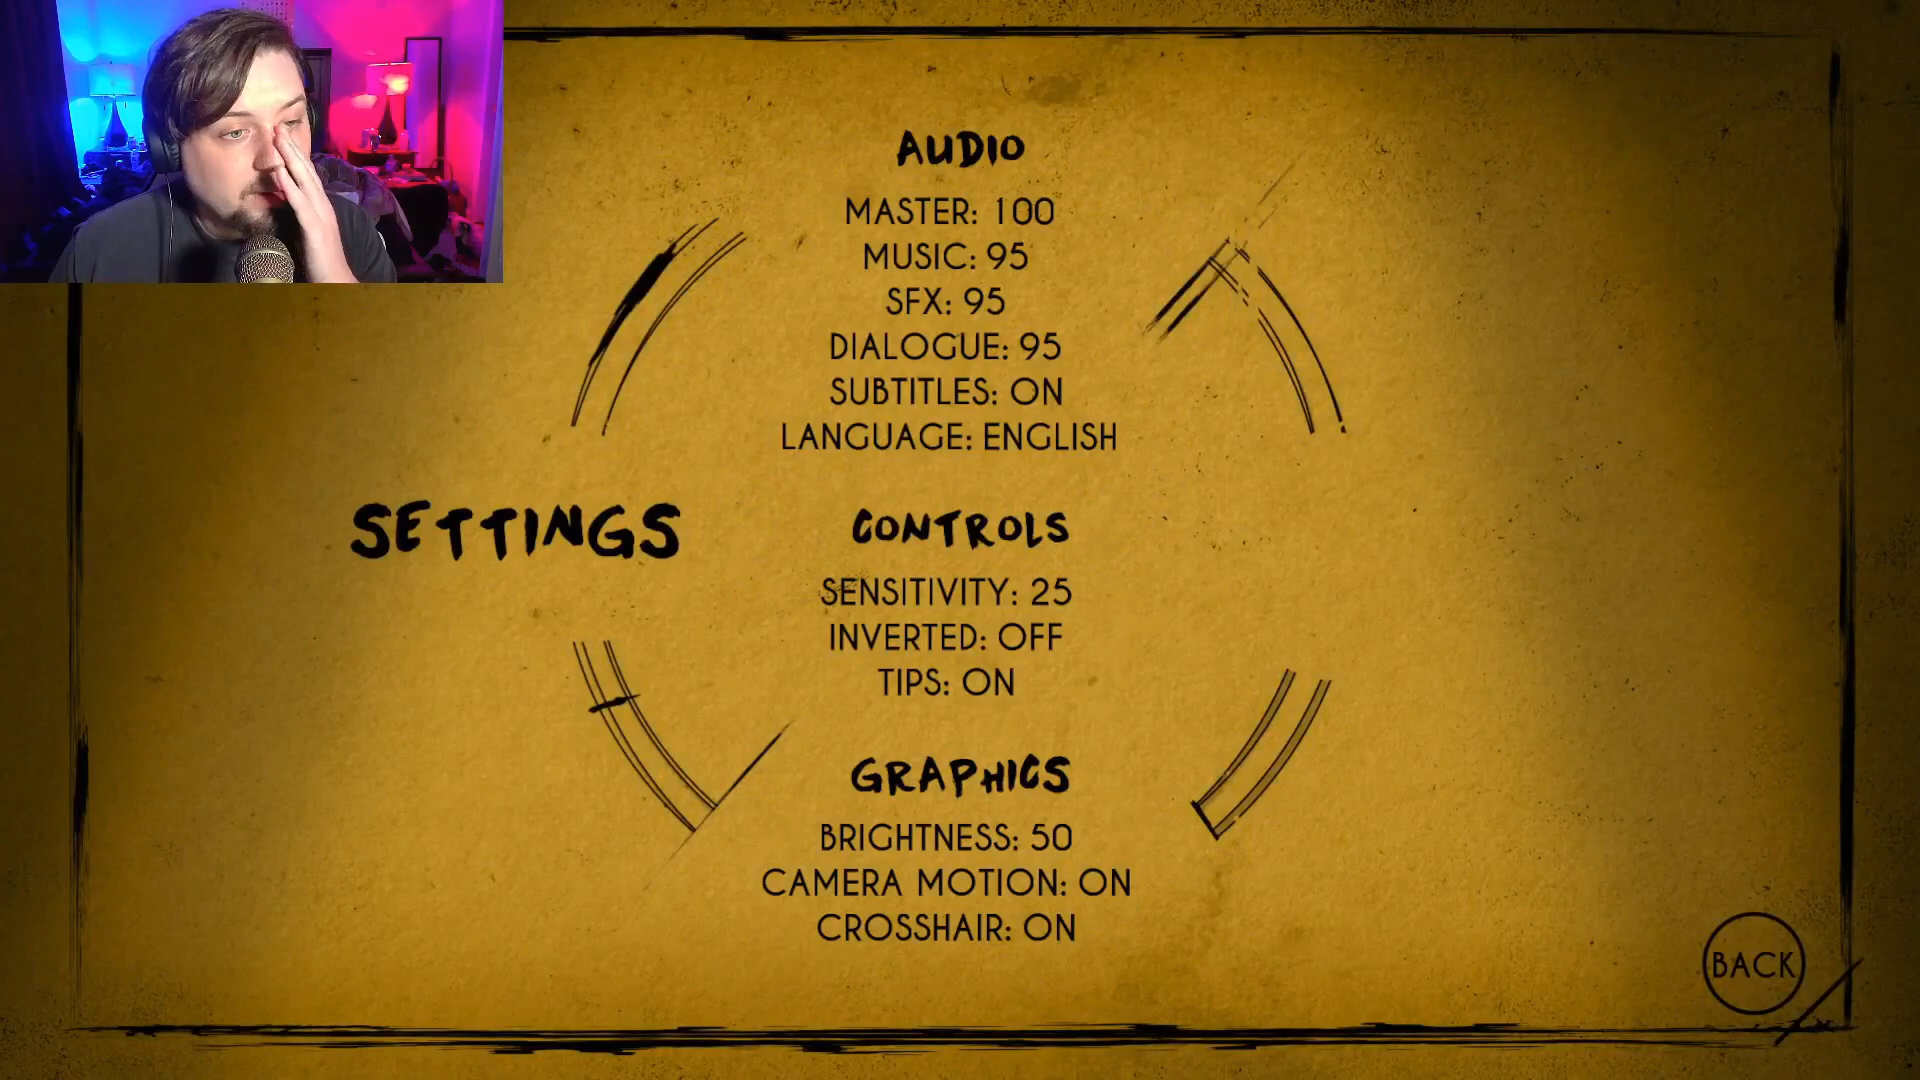 AUDIO
MASTER: 100
MUSIC: 95
SFX: 95
DIALOGUE: 95
SUBTITLES: ON
LANGUAGE: ENGLISH
SETTINGS
CONTROLS
SENSITIVITY: 25
INVERTED: OFF
TIPS: ON
GRAPHICS
BRIGHTNESS: 50
CAMERA MOTION: ON
CROSSHAIR: ON
BACK